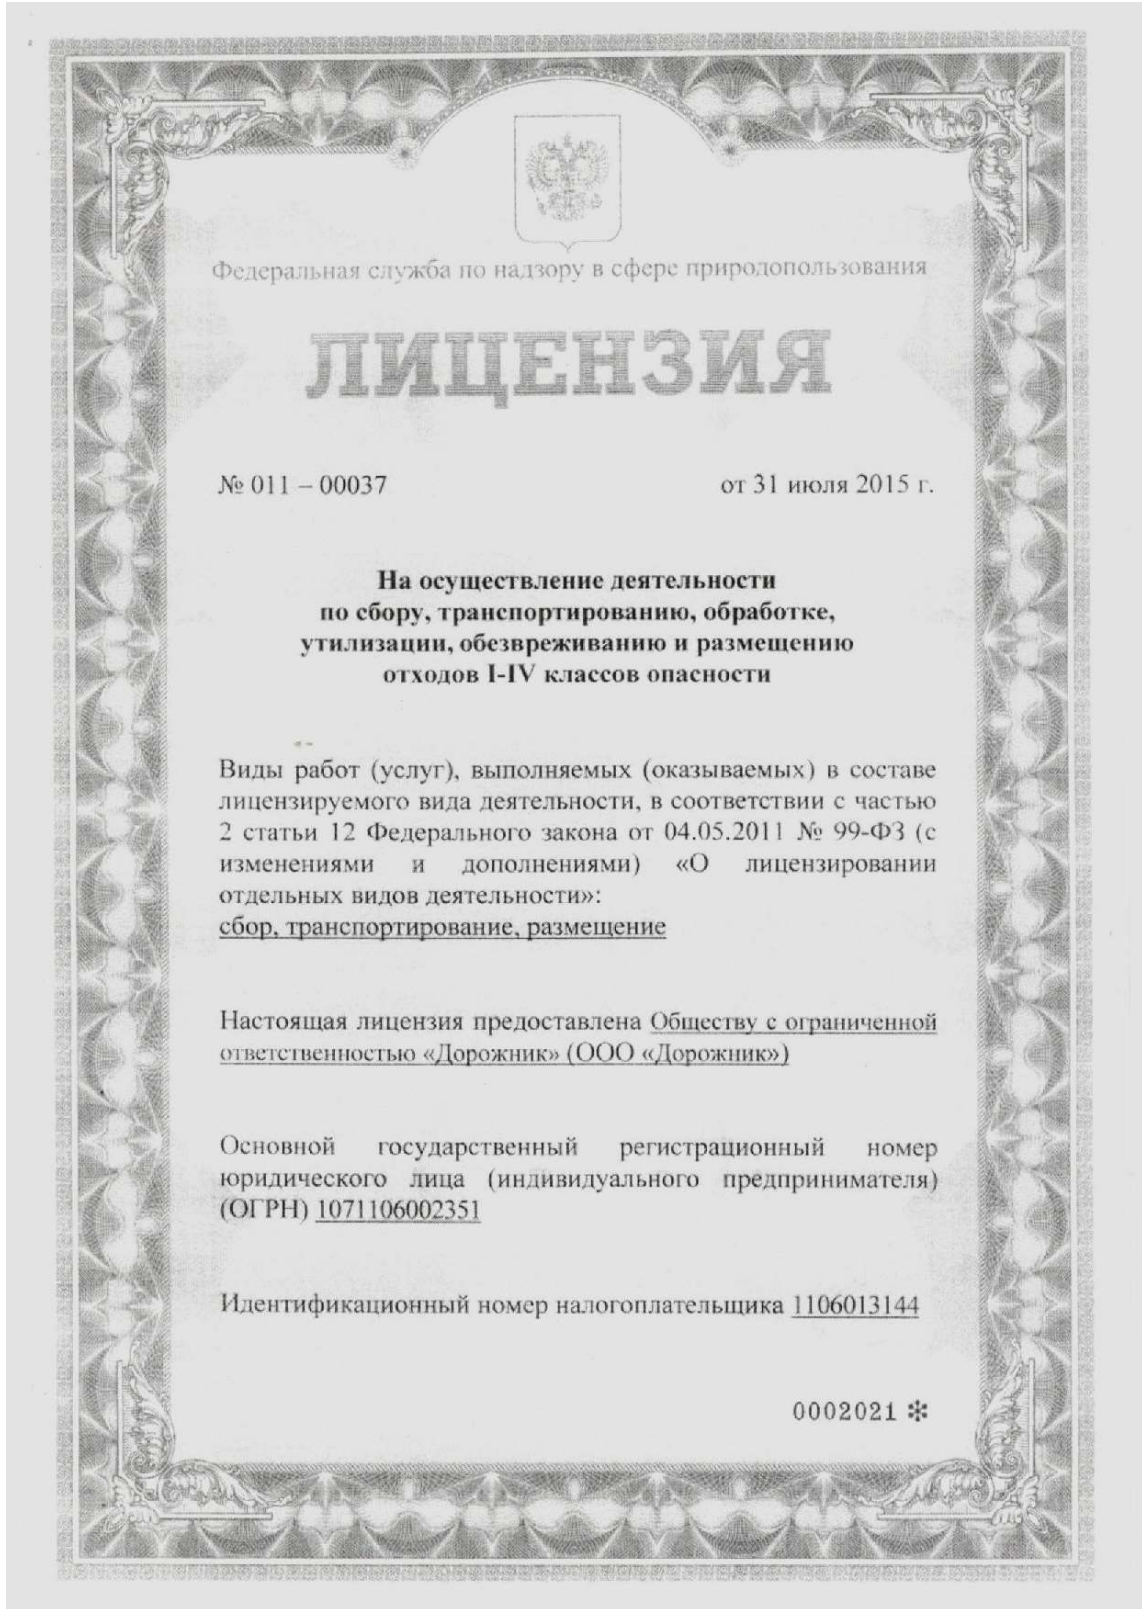 Федеральная служба по надзору в сфере природопользования
ЛИЦЕНЗИЯ
№ 011 – 00037 от 31 июля 2015 г.
На осуществление деятельности
по сбору, транспортированию, обработке,
утилизации, обезвреживанию и размещению
отходов I-IV классов опасности
Виды работ (услуг), выполняемых (оказываемых) в составе
лицензируемого вида деятельности, в соответствии с частью
2 статьи 12 Федерального закона от 04.05.2011 № 99-ФЗ (с
изменениями и дополнениями) «О лицензировании
отдельных видов деятельности»:
сбор, транспортирование, размещение
Настоящая лицензия предоставлена Обществу с ограниченной
ответственностью «Дорожник» (ООО «Дорожник»)
Основной государственный регистрационный номер
юридического лица (индивидуального предпринимателя)
(ОГРН) 1071106002351
Идентификационный номер налогоплательщика 1106013144
0002021 ✻